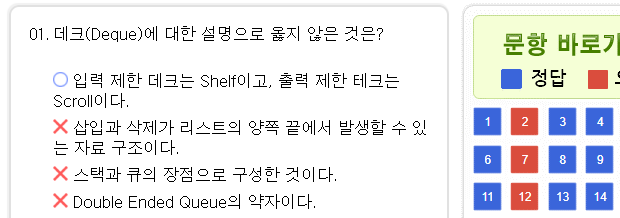 01. 데크(Deque)에 대한 설명으로 옳지 않은 것은?
입력 제한 데크는 Shelf이고, 출력 제한 테크는
Scroll이다.
삽입과 삭제가 리스트의 양쪽 끝에서 발생할 수 있
는 자료 구조이다.
스택과 큐의 장점으로 구성한 것이다.
Double Ended Queue의 약자이다.
문항 바로가
정답
1 2 3 4
6 7 8 9
11 12 13 14